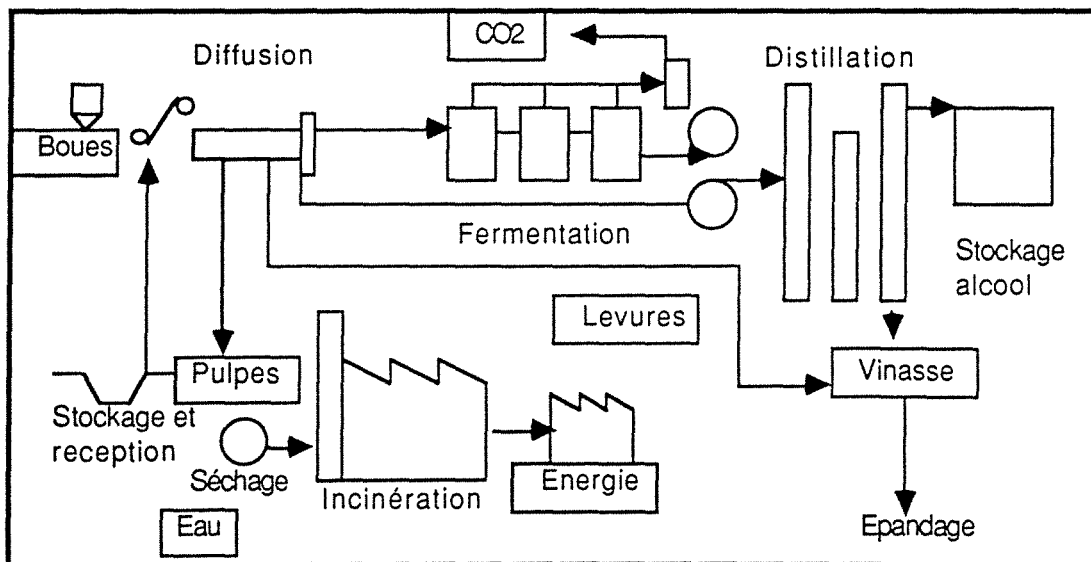 CO2
Diffusion
Distillation
Boues
Fermentation
Stockage
alcool
Levures
Pulpes
Vinasse
Stockage et
reception
Séchage
Incinération
Energie
Eau
Epandage